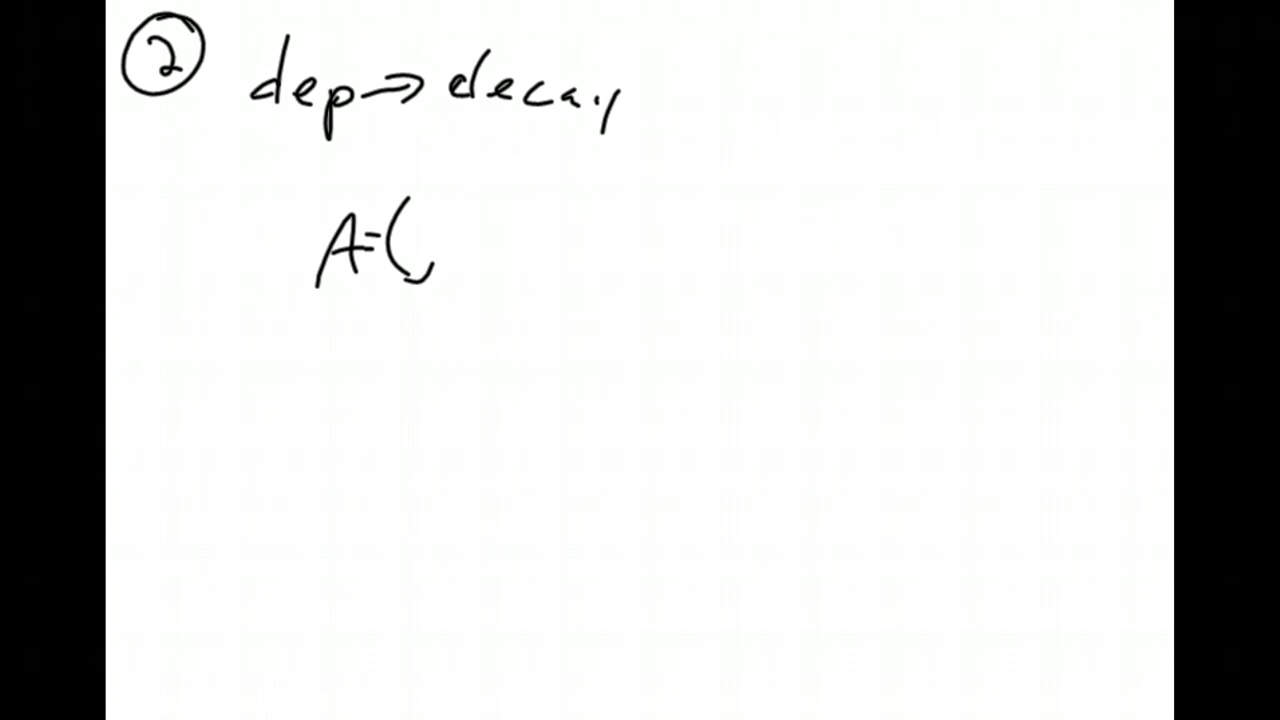 ② dep → decay
A = (